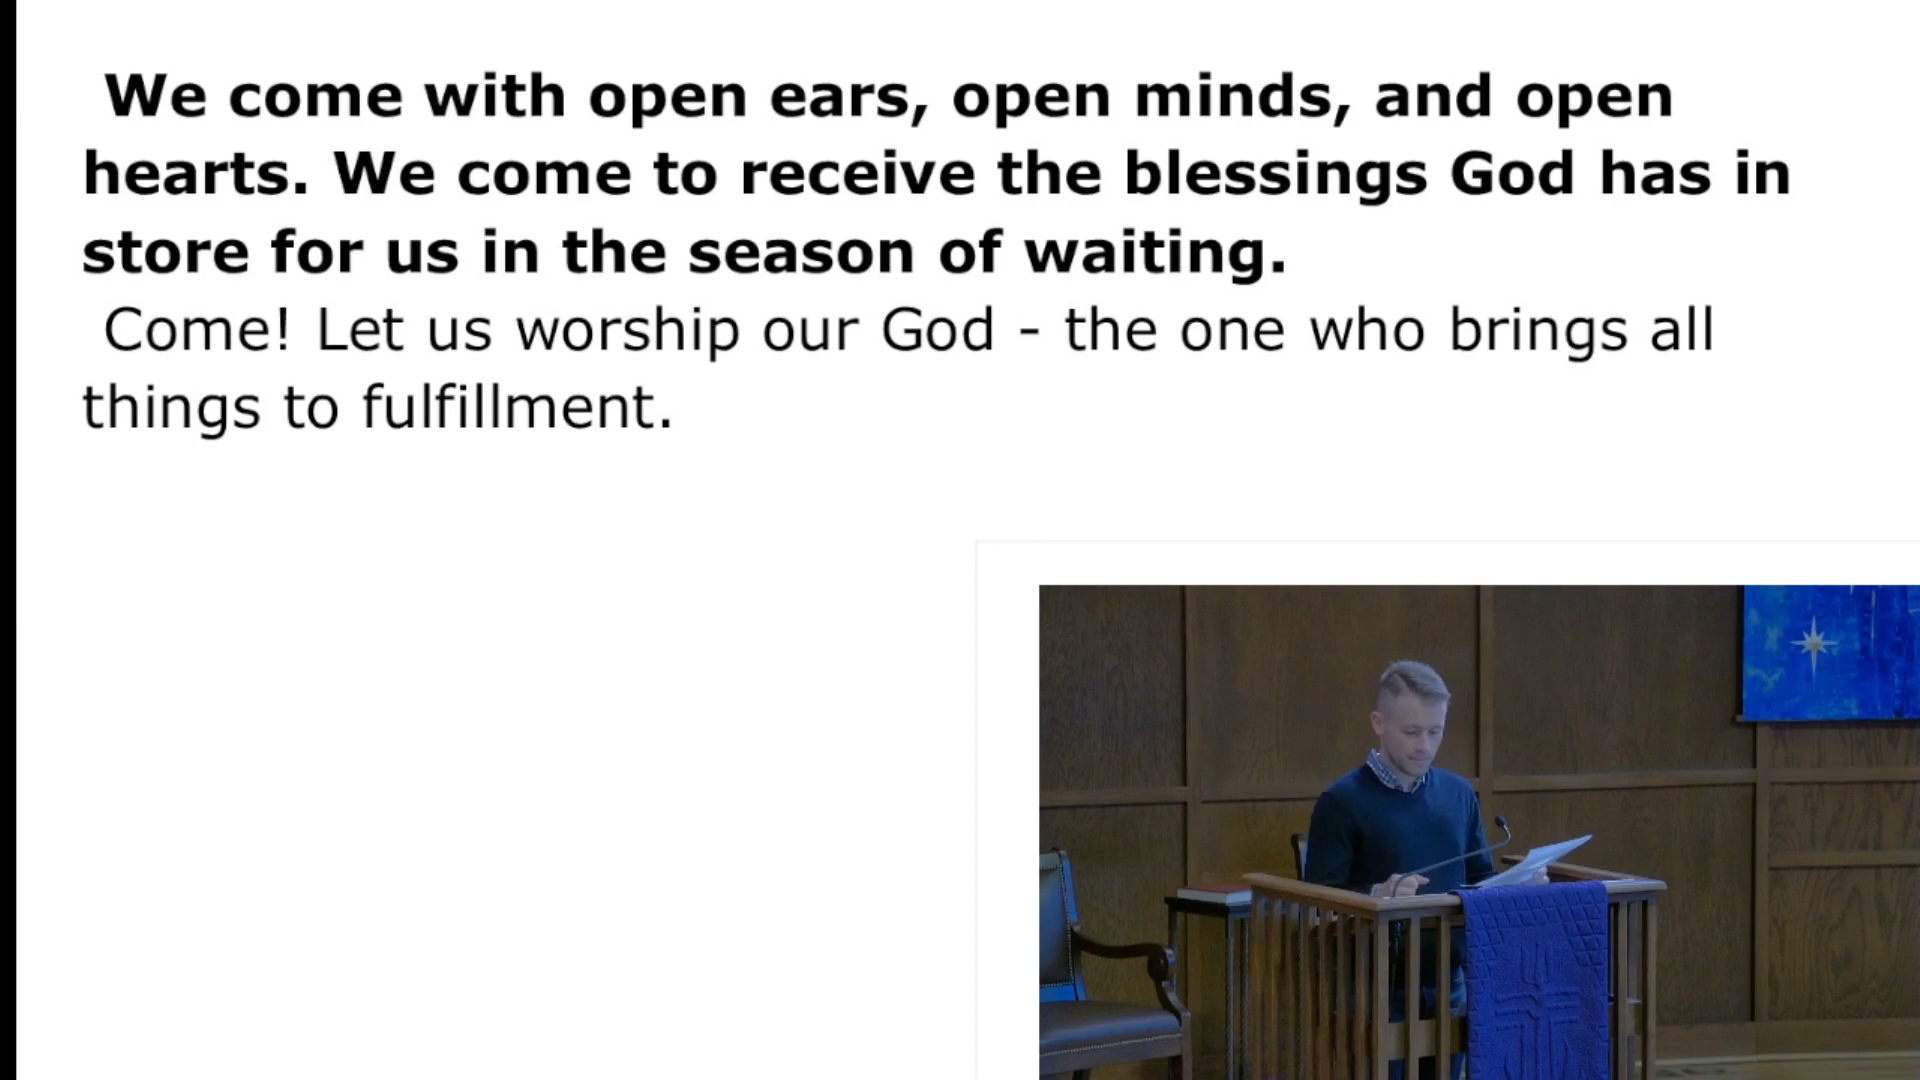 We come with open ears, open minds, and open
hearts. We come to receive the blessings God has in
store for us in the season of waiting.
Come! Let us worship our God - the one who brings all
things to fulfillment.